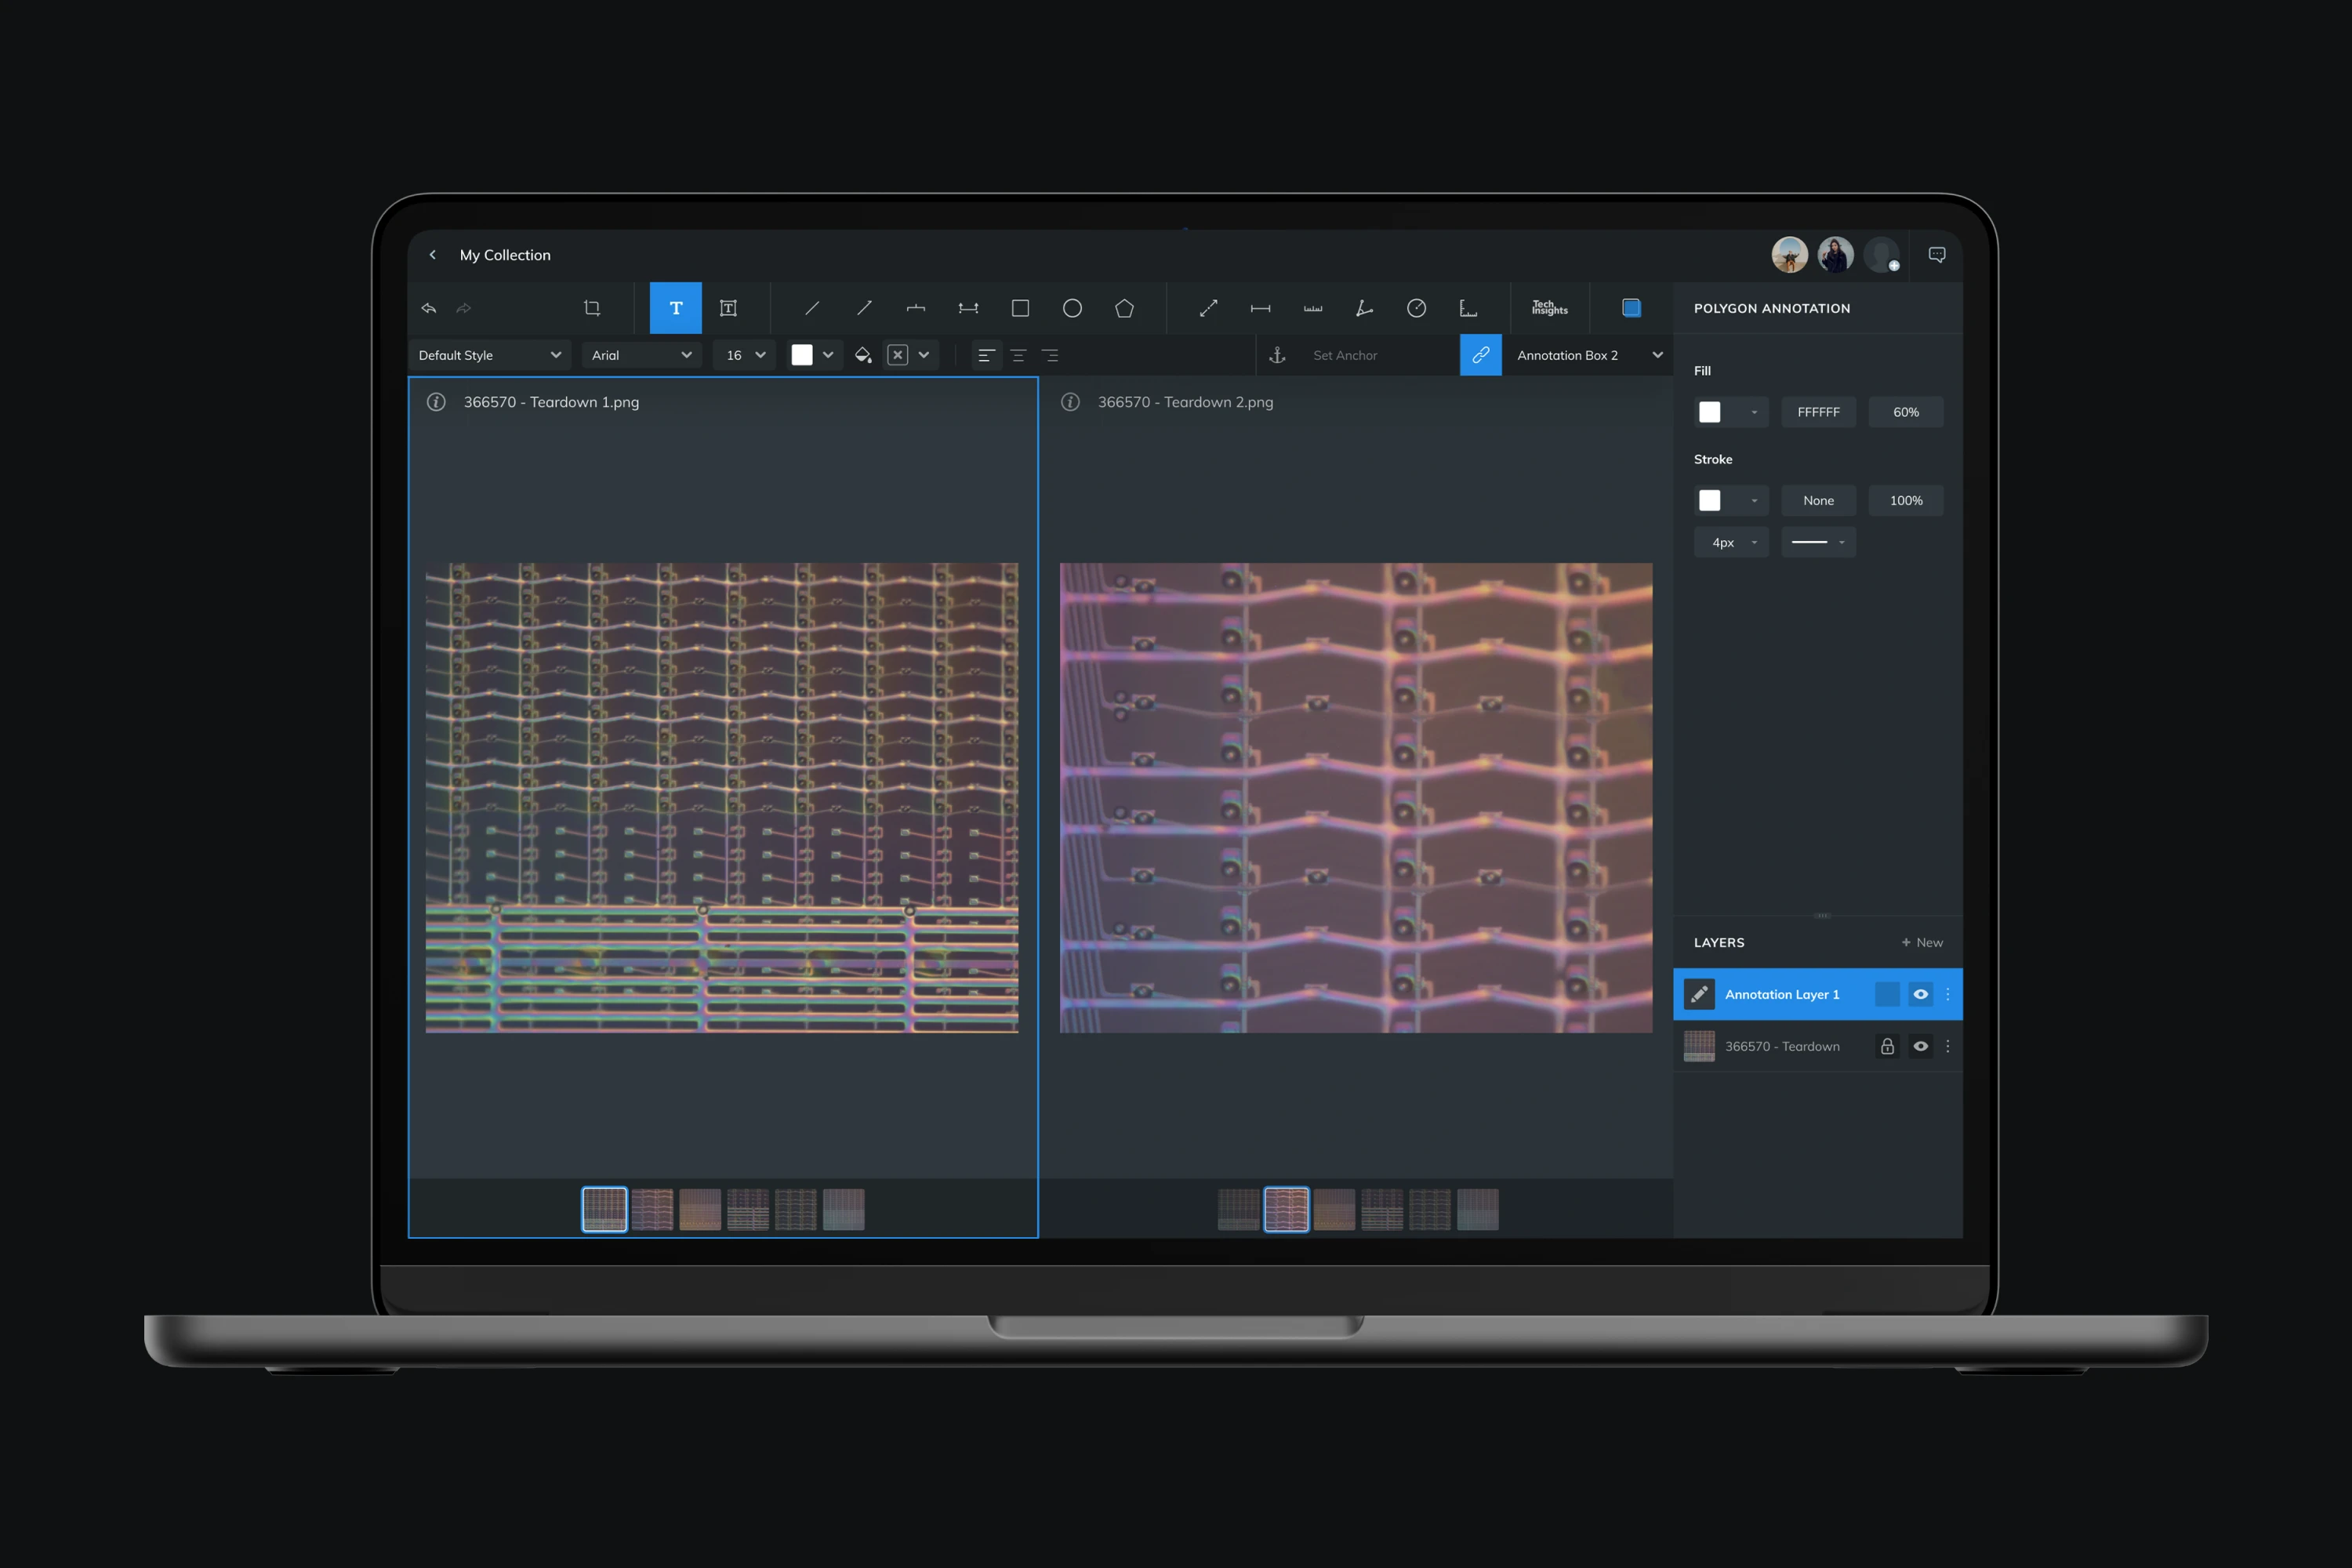 My Collection
T
T
Tech
Insights
POLYGON ANNOTATION
Default Style
Arial
16
Set Anchor
Annotation Box 2
366570 - Teardown 1.png
366570 - Teardown 2.png
Fill
FFFFFF
60%
Stroke
None
100%
4px
LAYERS
+ New
Annotation Layer 1
366570 - Teardown